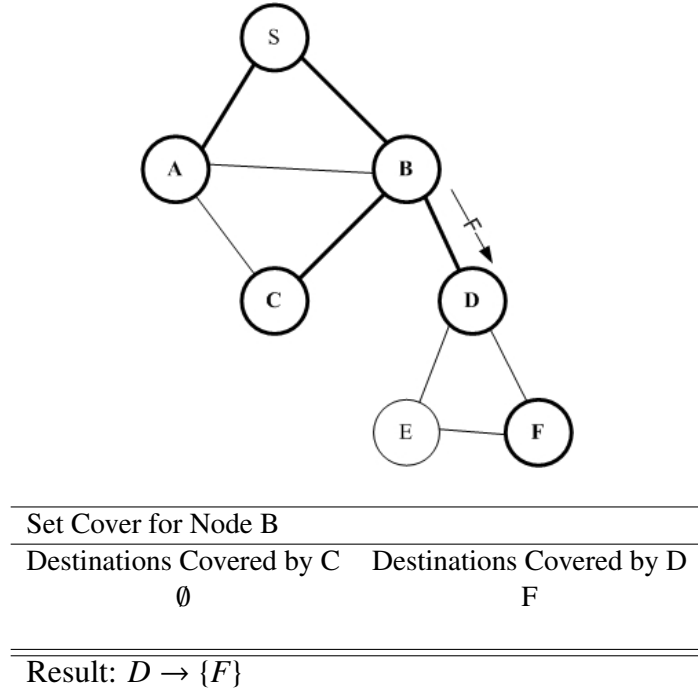 S
A
B
F
C
D
E
F
Set Cover for Node B
Destinations Covered by C Destinations Covered by D
∅ F
Result: D → {F}